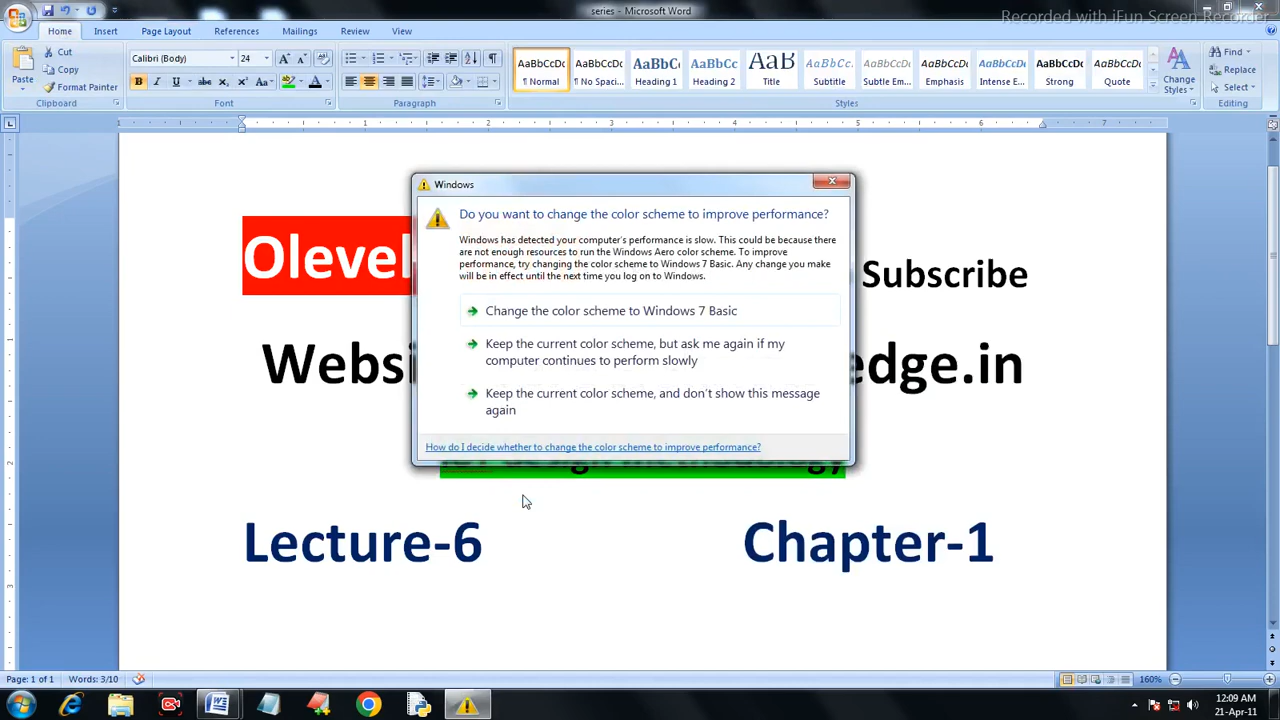 series - Microsoft Word
Recorded with iFun Screen Recorder
Home Insert Page Layout References Mailings Review View
Cut
Copy
Format Painter
Paste
Clipboard
Calibri (Body) 24
Font
Paragraph
AaBbCcDc AaBbCcDc AaBbC AaBbCc AaB AaBbCc. AaBbCcDc AaBbCcDc AaBbCcDc AaBbCcDc AaBbCcDc
¶ Normal ¶ No Spaci... Heading 1 Heading 2 Title Subtitle Subtle Em... Emphasis Intense E... Strong Quote
Styles
Change Styles
Find
Replace
Select
Editing
1 2 3 4 5 6 7
Windows
Do you want to change the color scheme to improve performance?
Windows has detected your computer's performance is slow. This could be because there
are not enough resources to run the Windows Aero color scheme. To improve
performance, try changing the color scheme to Windows 7 Basic. Any change you make
will be in effect until the next time you log on to Windows.
Change the color scheme to Windows 7 Basic
Keep the current color scheme, but ask me again if my
computer continues to perform slowly
Keep the current color scheme, and don't show this message
again
How do I decide whether to change the color scheme to improve performance?
Olevel
Subscribe
Websi
edge.in
Lecture-6 Chapter-1
Page: 1 of 1 Words: 3/10
160%
12:09 AM
21-Apr-11